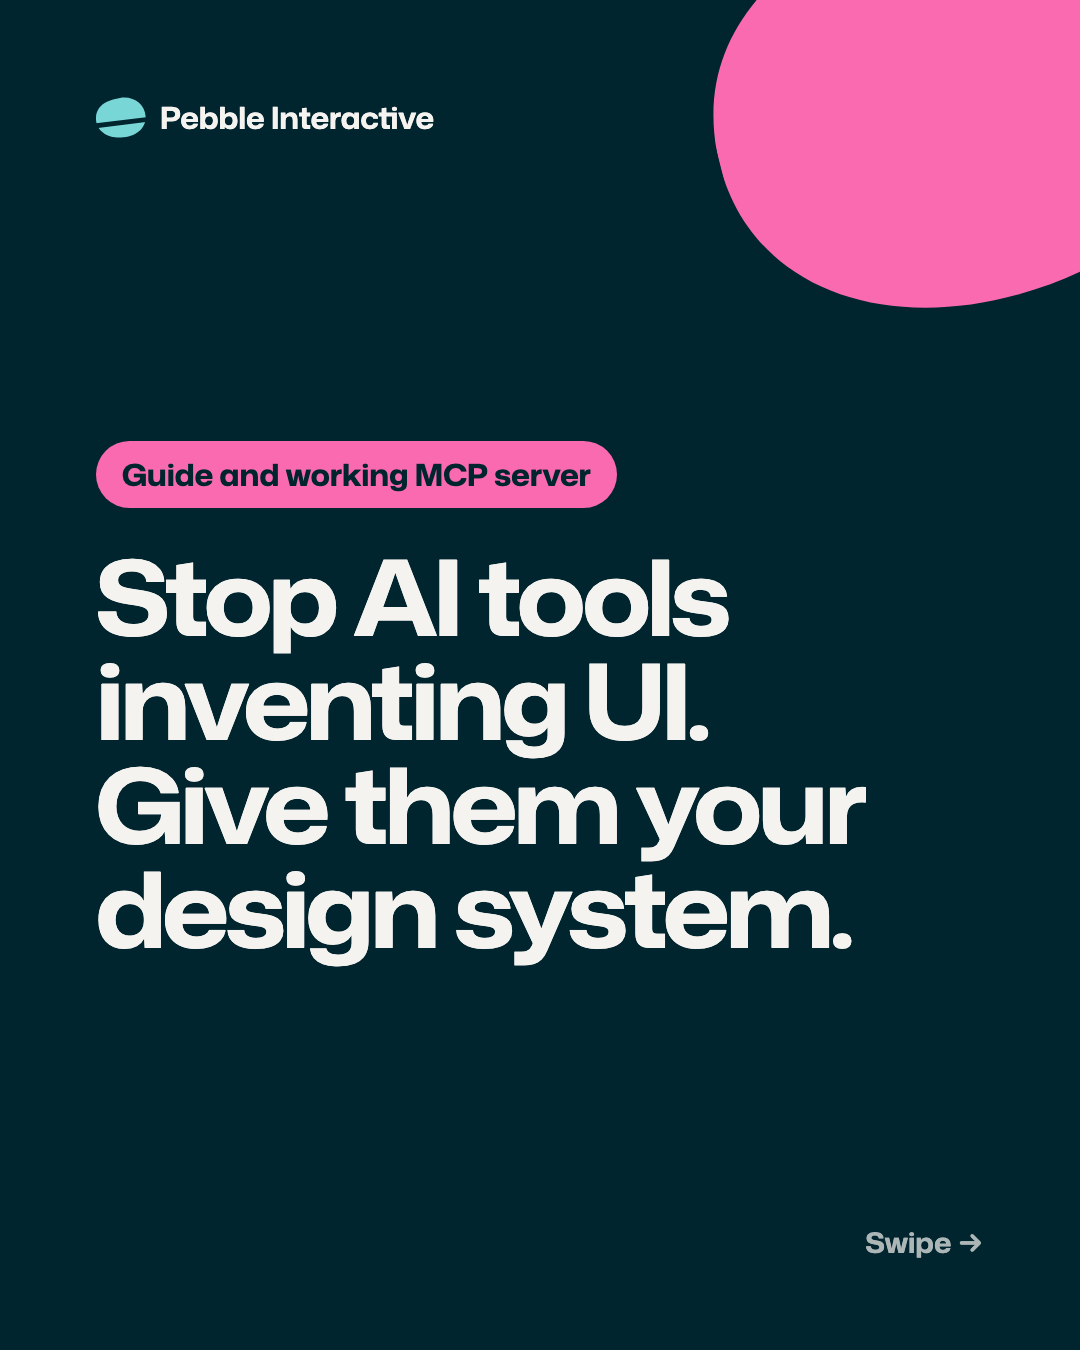 Pebble Interactive
Guide and working MCP server
Stop AI tools
inventing UI.
Give them your
design system.
Swipe →